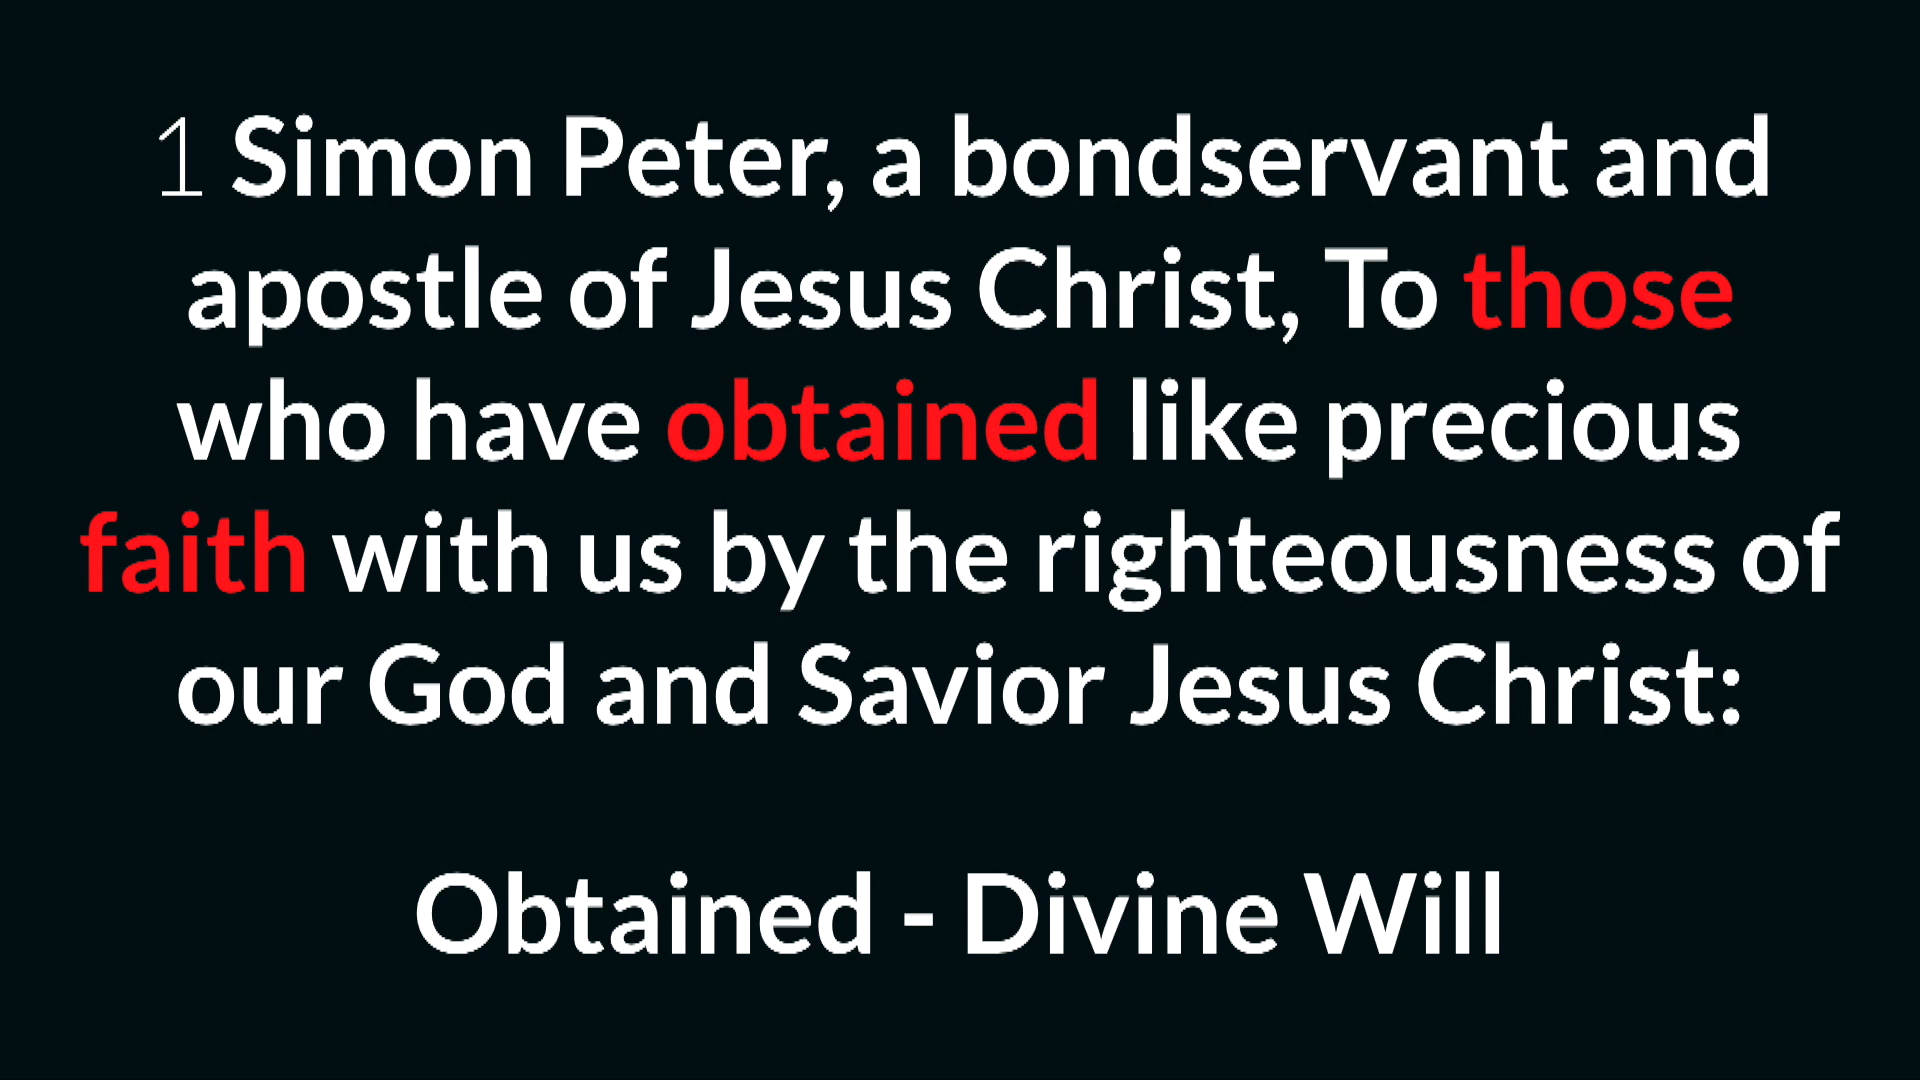 1 Simon Peter, a bondservant and
apostle of Jesus Christ, To those
who have obtained like precious
faith with us by the righteousness of
our God and Savior Jesus Christ:
Obtained - Divine Will